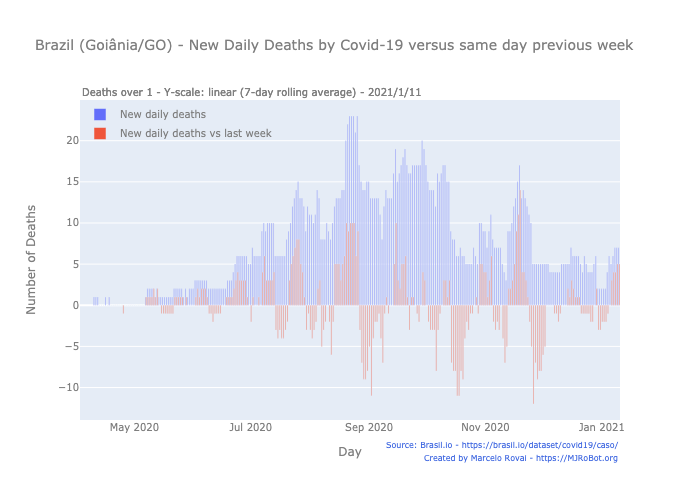 Brazil (Goiânia/GO) - New Daily Deaths by Covid-19 versus same day previous week
Deaths over 1 - Y-scale: linear (7-day rolling average) - 2021/1/11
New daily deaths
New daily deaths vs last week
20
15
10
5
0
−5
−10
Number of Deaths
May 2020
Jul 2020
Sep 2020
Nov 2020
Jan 2021
Day
Source: Brasil.io - https://brasil.io/dataset/covid19/caso/
Created by Marcelo Rovai - https://MJRoBot.org